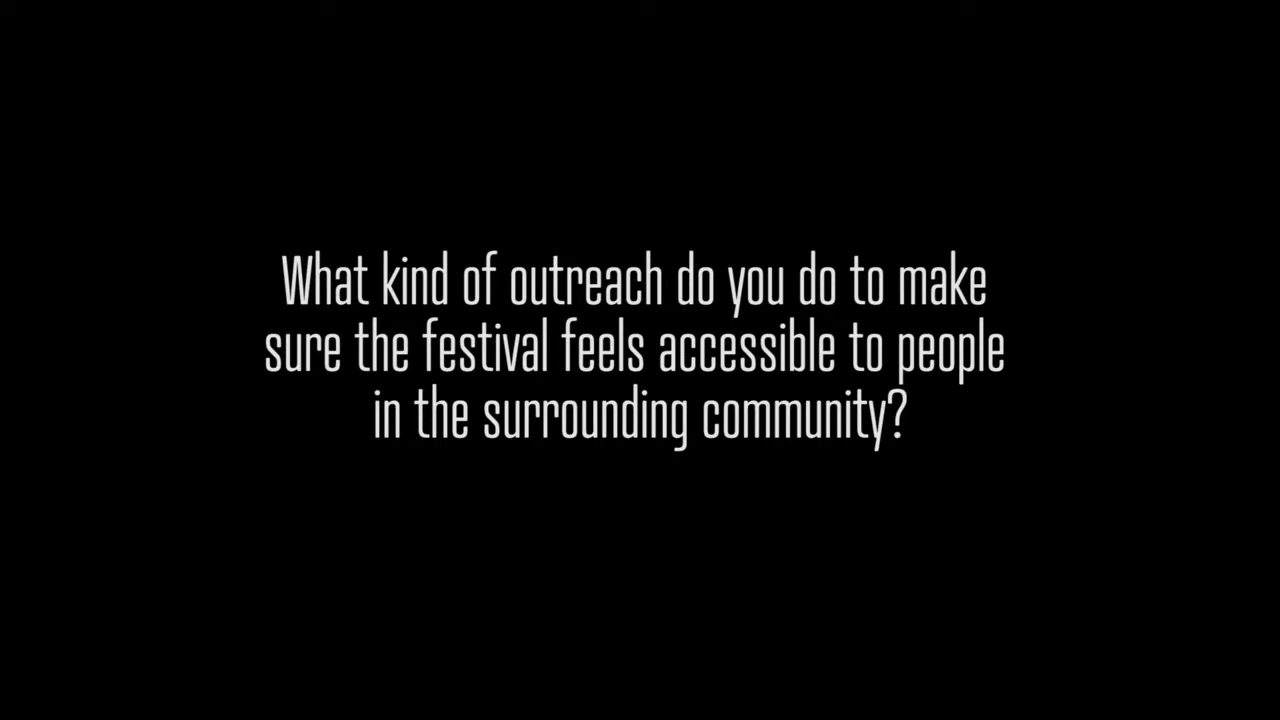 What kind of outreach do you do to make
sure the festival feels accessible to people
in the surrounding community?